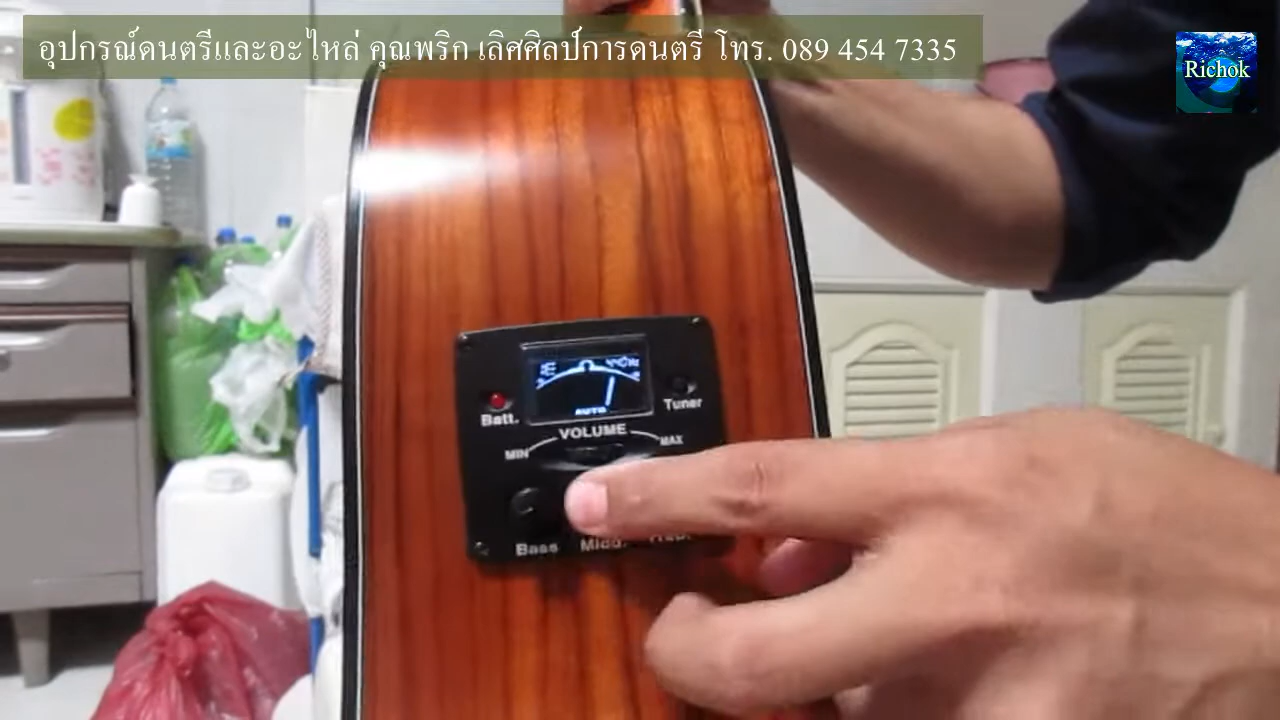 อุปกรณ์ดนตรีและอะไหล่ คุณพริก เลิศศิลป์การดนตรี โทร. 089 454 7335
Richok
E 440Hz
AUTO
Batt. Tuner
VOLUME
MIN MAX
Bass Midd.